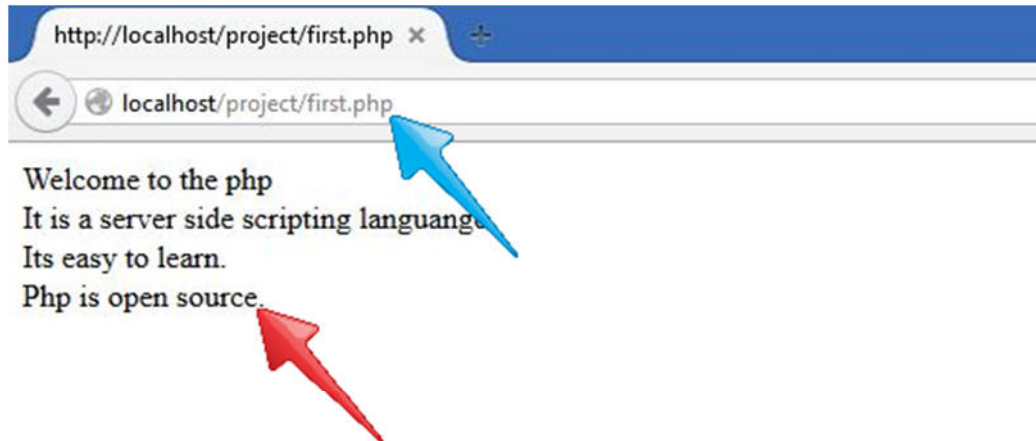 http://localhost/project/first.php
localhost/project/first.php
Welcome to the php
It is a server side scripting languange
Its easy to learn.
Php is open source.